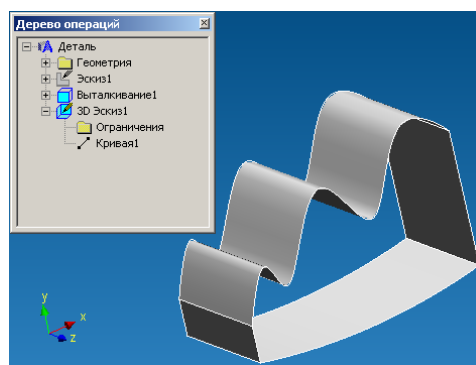 Дерево операций
Деталь
Геометрия
Эскиз1
Выталкивание1
3D Эскиз1
Ограничения
Кривая1
y
x
z